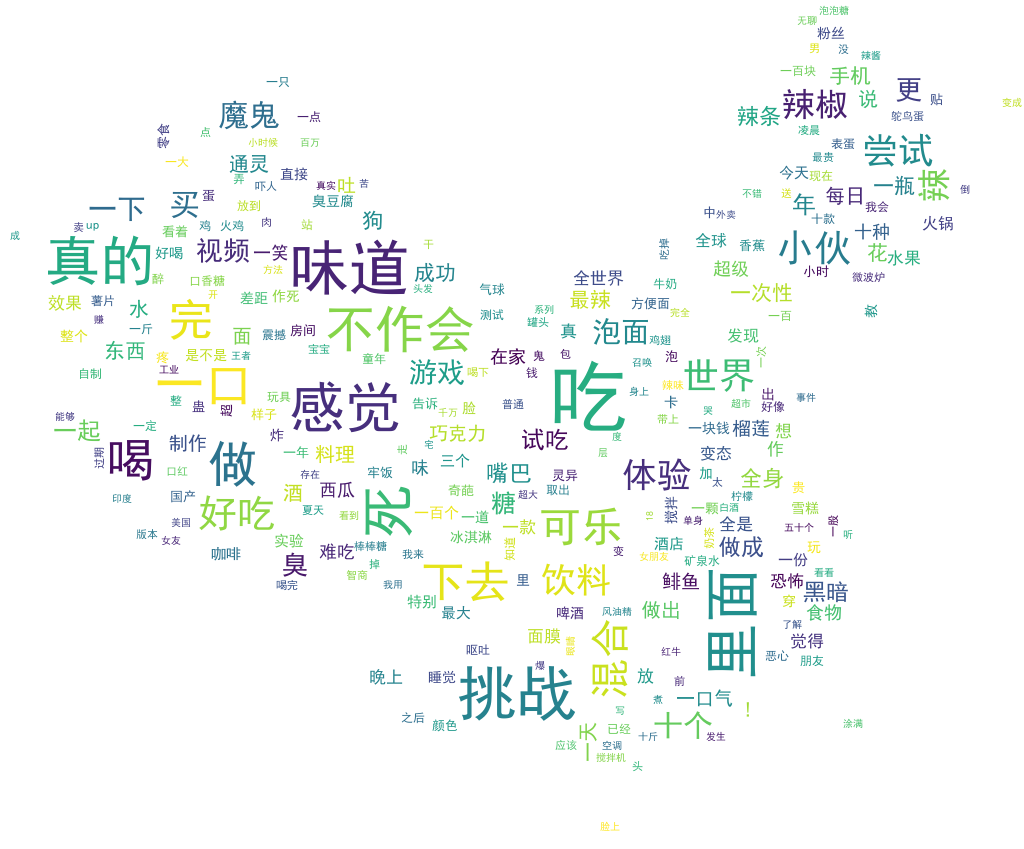 泡泡糖
无聊
粉丝
男
没
辣酱
一百块
手机
一只
变成
魔鬼
一点
辣椒
说
更
贴
辣条
鸵鸟蛋
零食
点
小时候
百万
凌晨
表蛋
尝试
一大
通灵
最贵
弄
吓人
直接
真实
吐
苦
今天
现在
一瓶
辣
倒
一下
买
蛋
放到
臭豆腐
不错
送
年
每日
我会
卖
up
鸡
火鸡
肉
站
狗
中
外卖
十款
火锅
成
看着
真的
好喝
视频
一笑
味道
干
吃辣
全球
香蕉
小伙
十种
花
水果
醉
口香糖
方法
成功
头发
气球
全世界
牛奶
超级
小时
微波炉
效果
薯片
水
开
差距
作死
最辣
方便面
一次性
赚
一斤
完
面
震撼
房间
不作会
测试
系列
罐头
真
泡面
鸡翅
完全
一百
教
整个
东西
疼
是不是
王者
宝宝
童年
在家
鬼
包
召唤
泡
发现
一次
自制
工业
一口
玩具
感觉
游戏
喝下
钱
吃
身上
辣味
世界
出
事件
能够
整
蛊
超
样子
告诉
千万
脸
普通
卡
带上
哭
超市
好像
一起
一定
炸
巧克力
试吃
度
一块钱
榴莲
想
过期
喝
制作
做
一年
料理
走
宅
层
变态
作
口红
存在
牢饭
味
三个
嘴巴
灵异
体验
加
太
全身
贵
印度
国产
好吃
酒
西瓜
死
奇葩
糖
超大
取出
柠檬
版本
美国
夏天
看到
一百个
一道
一款
可乐
18
搅拌
单身
一颗
白酒
全是
雪糕
五十个
一般
听
女友
咖啡
实验
臭
难吃
棒棒糖
我来
冰淇淋
知道
变
酒店
奶茶
做成
玩
喝完
智商
掉
我用
下去
里
饮料
女朋友
矿泉水
鲱鱼
里面
一份
恐怖
看看
黑暗
特别
最大
啤酒
风油精
做出
穿
食物
了解
面膜
混合
红牛
觉得
呕吐
爆
恶心
朋友
晚上
睡觉
挑战
放
前
煮
一口气
之后
颜色
写
十个
!
涂满
一天
已经
十斤
发生
应该
空调
搅拌机
头
脸上